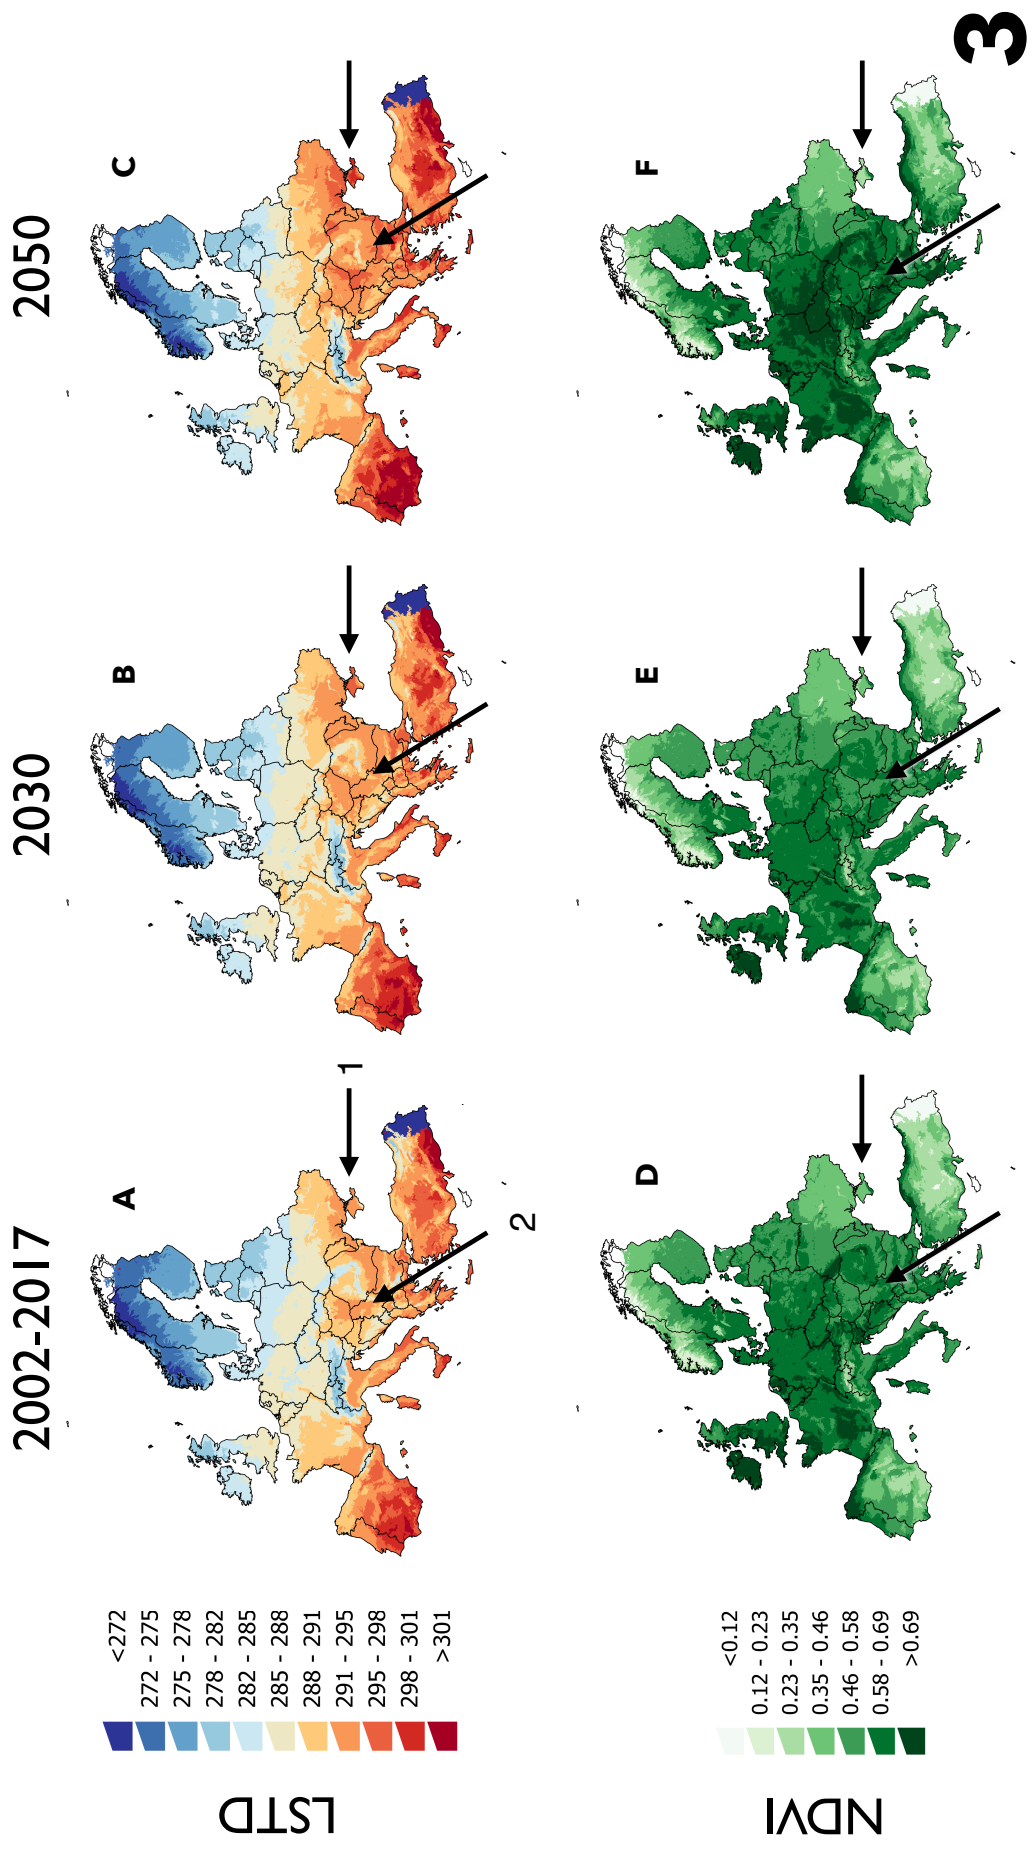 2002-2017
2030
2050
LSTD
<272
272 - 275
275 - 278
278 - 282
282 - 285
285 - 288
288 - 291
291 - 295
295 - 298
298 - 301
>301
A
B
C
1
2
NDVI
<0.12
0.12 - 0.23
0.23 - 0.35
0.35 - 0.46
0.46 - 0.58
0.58 - 0.69
>0.69
D
E
F
3